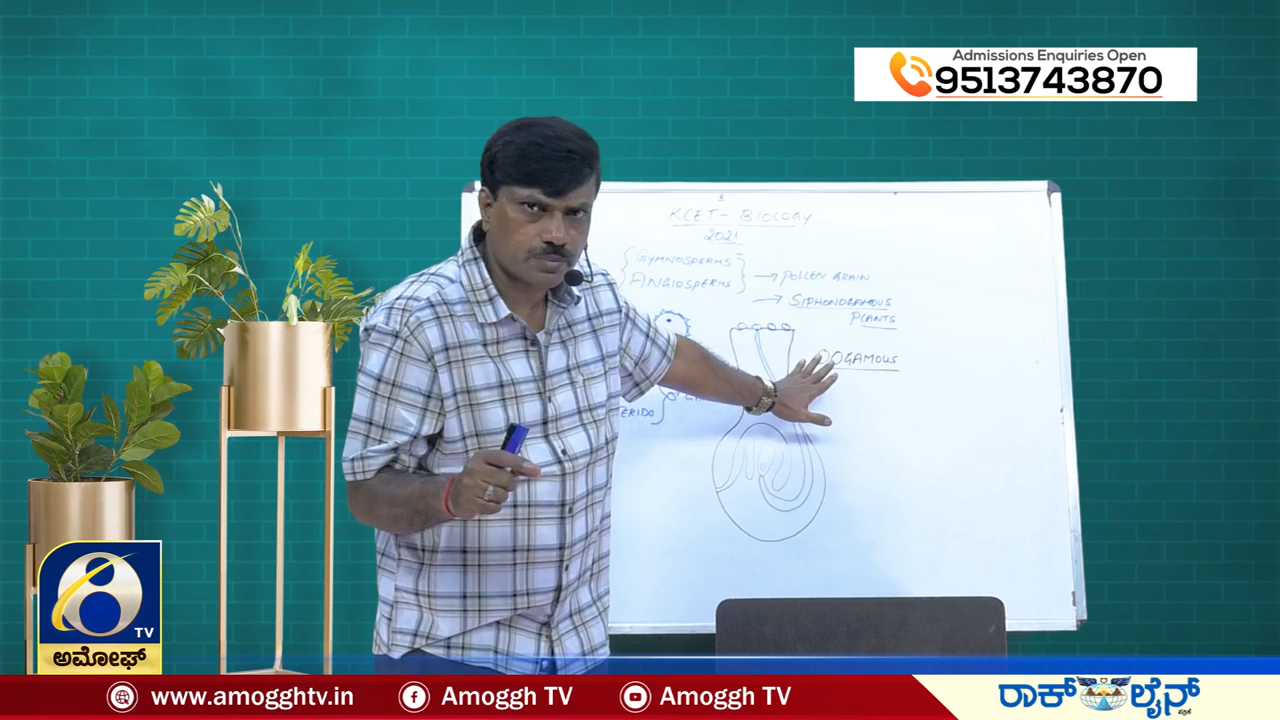 Admissions Enquiries Open
9513743870
KCET - BIOLOGY
2021
GYMNOSPERMS
ANGIOSPERMS
POLLEN GRAIN
SIPHONOGAMOUS
PLANTS
OOGAMOUS
ERIDO
TV
ಅಮೋಘ್
www.amogghtv.in
Amoggh TV
Amoggh TV
ರಾಕ್ ಲೈನ್